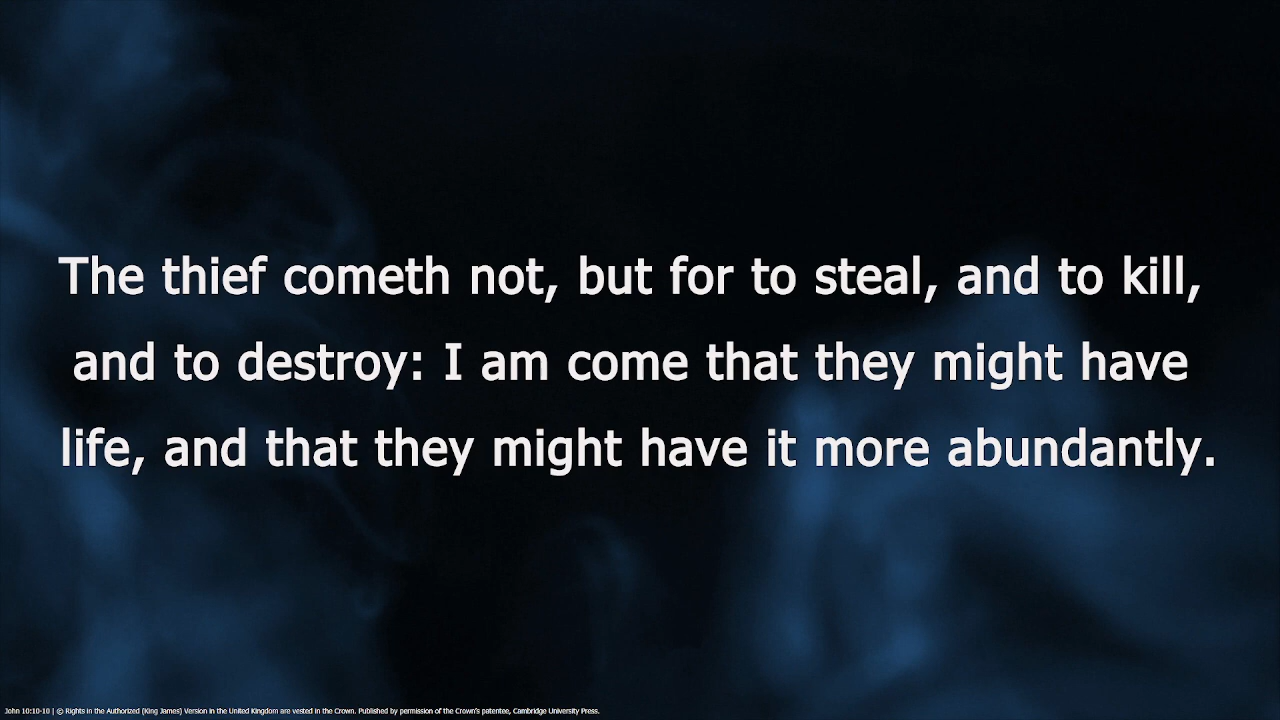 The thief cometh not, but for to steal, and to kill,
and to destroy: I am come that they might have
life, and that they might have it more abundantly.
John 10:10-10 | © Rights in the Authorized (King James) Version in the United Kingdom are vested in the Crown. Published by permission of the Crown's patentee, Cambridge University Press.